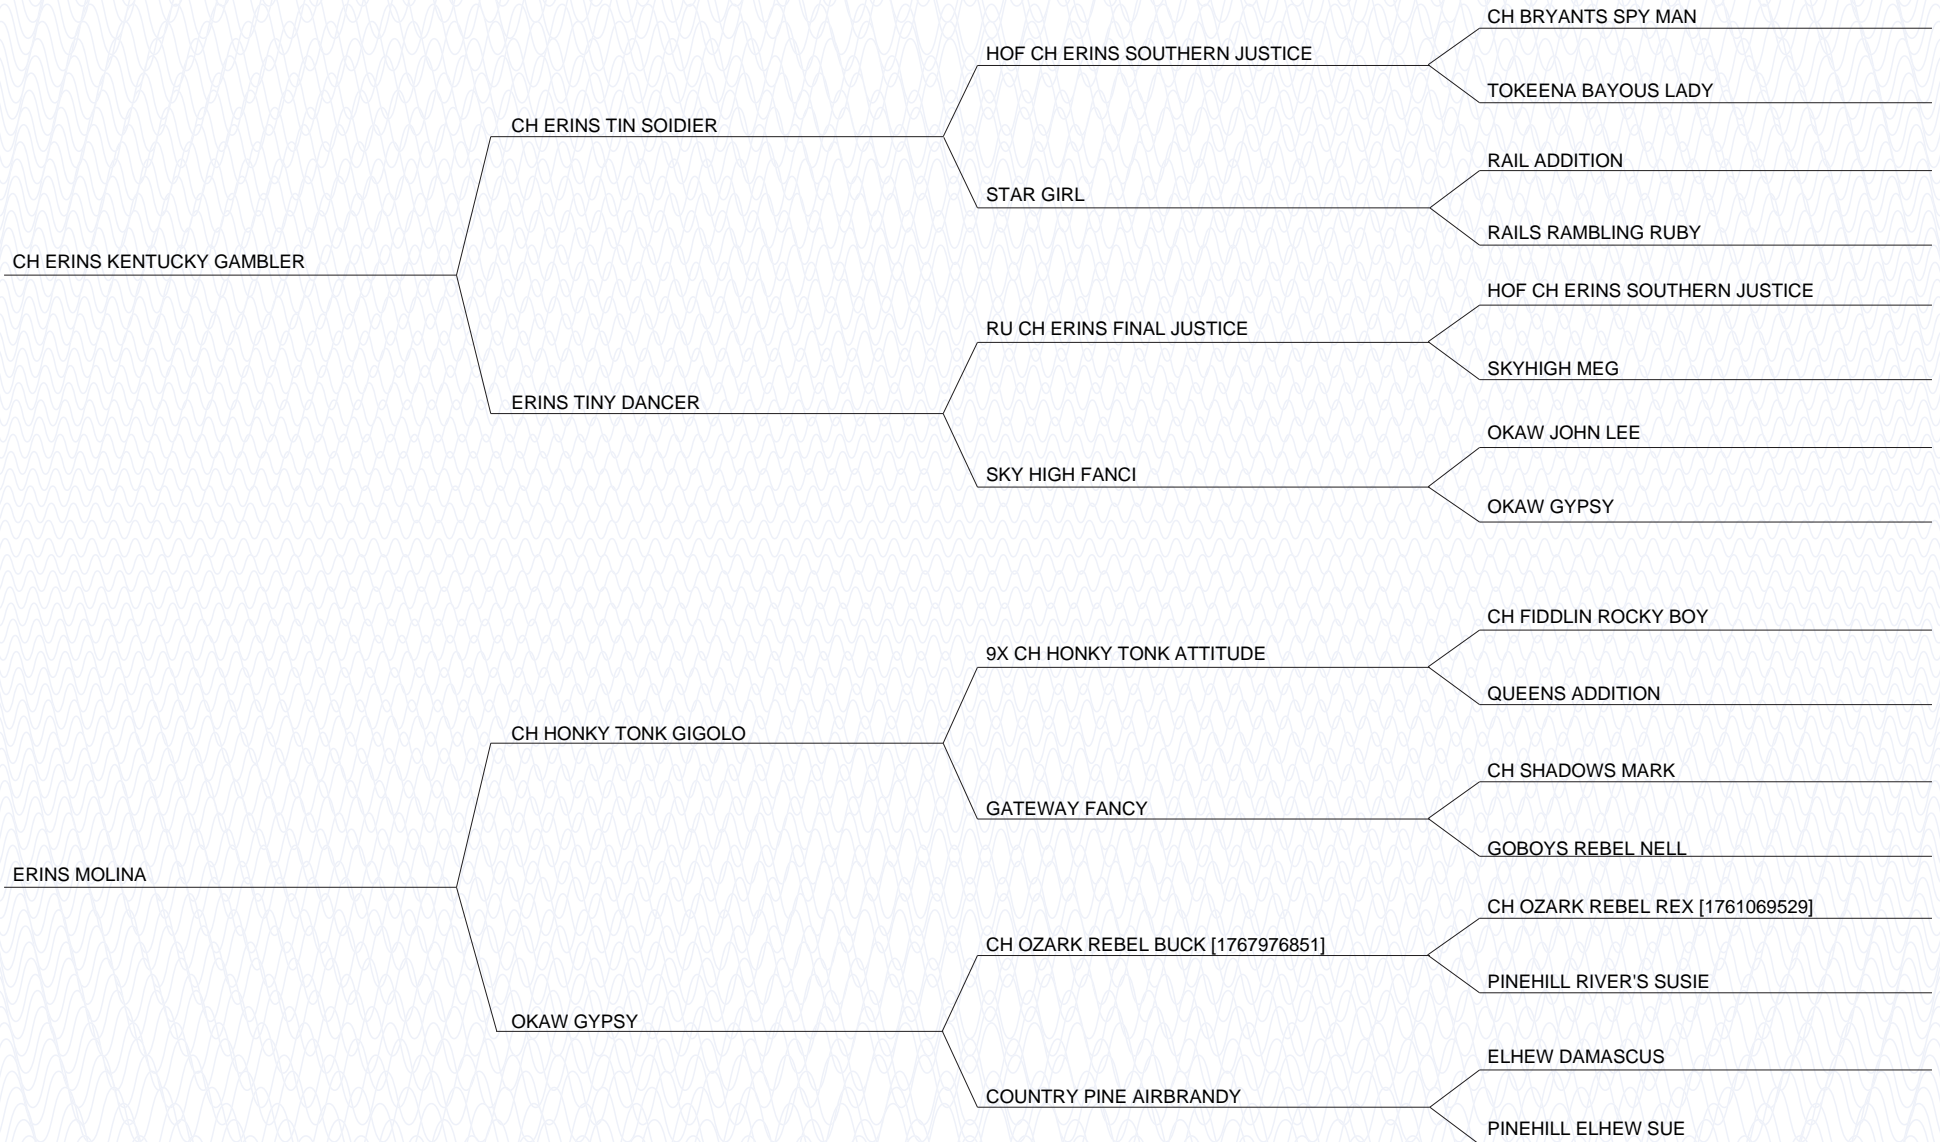 CH BRYANTS SPY MAN
HOF CH ERINS SOUTHERN JUSTICE
TOKEENA BAYOUS LADY
CH ERINS TIN SOIDIER
RAIL ADDITION
STAR GIRL
RAILS RAMBLING RUBY
CH ERINS KENTUCKY GAMBLER
HOF CH ERINS SOUTHERN JUSTICE
RU CH ERINS FINAL JUSTICE
SKYHIGH MEG
ERINS TINY DANCER
OKAW JOHN LEE
SKY HIGH FANCI
OKAW GYPSY
CH FIDDLIN ROCKY BOY
9X CH HONKY TONK ATTITUDE
QUEENS ADDITION
CH HONKY TONK GIGOLO
CH SHADOWS MARK
GATEWAY FANCY
GOBOYS REBEL NELL
ERINS MOLINA
CH OZARK REBEL REX [1761069529]
CH OZARK REBEL BUCK [1767976851]
PINEHILL RIVER'S SUSIE
OKAW GYPSY
ELHEW DAMASCUS
COUNTRY PINE AIRBRANDY
PINEHILL ELHEW SUE